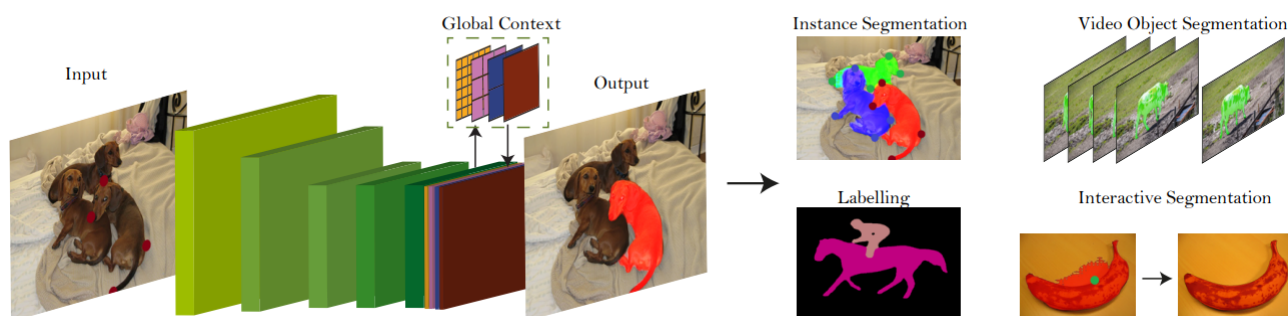 Global Context
Instance Segmentation
Video Object Segmentation
Input
Output
Labelling
Interactive Segmentation